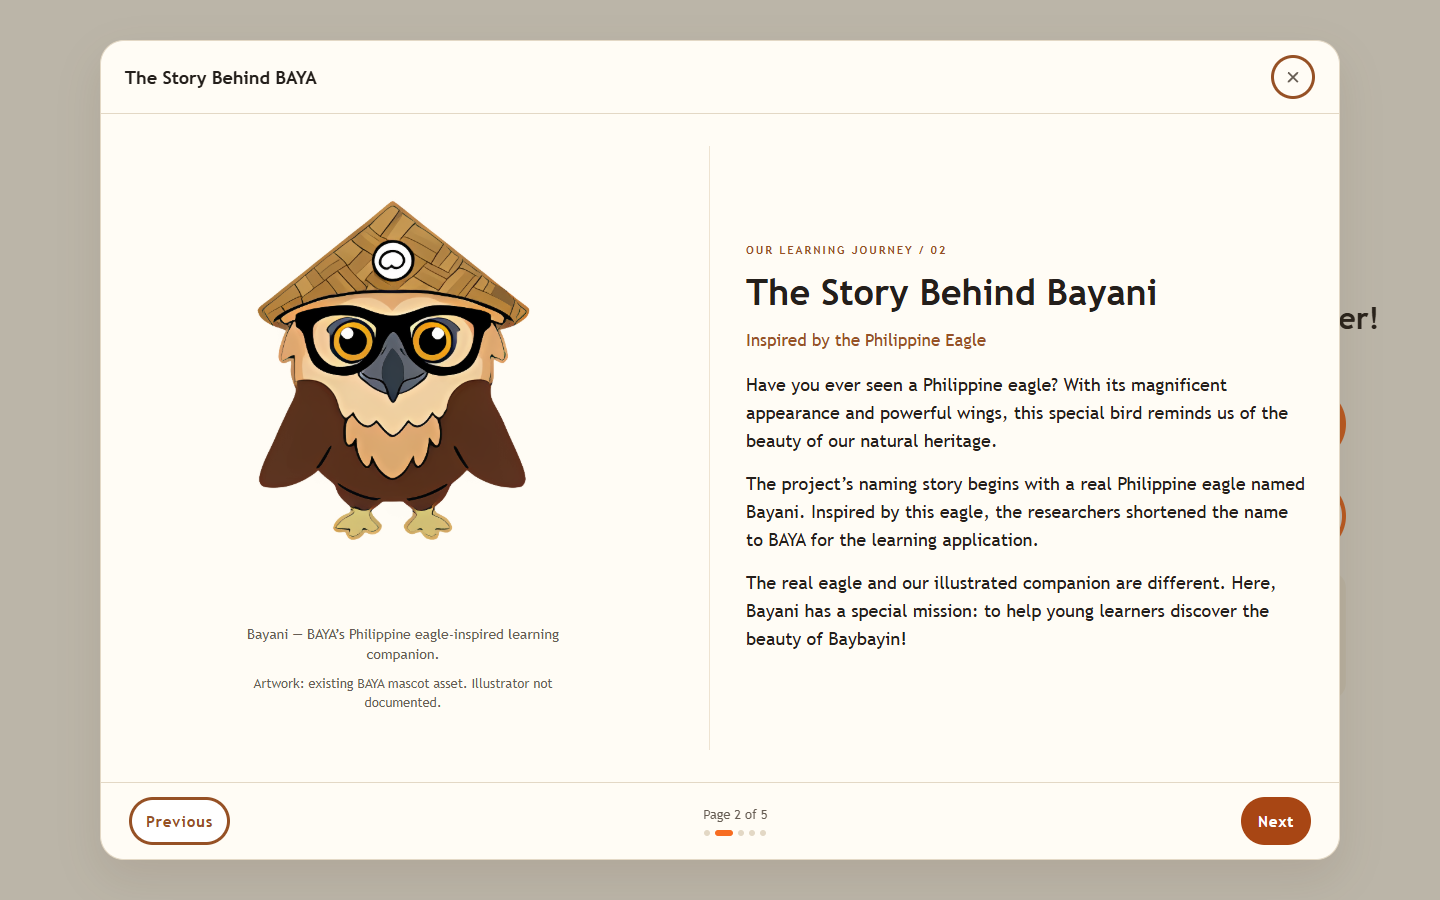 The Story Behind BAYA
er!
Bayani — BAYA's Philippine eagle-inspired learning
companion.
Artwork: existing BAYA mascot asset. Illustrator not
documented.
OUR LEARNING JOURNEY / 02
The Story Behind Bayani
Inspired by the Philippine Eagle
Have you ever seen a Philippine eagle? With its magnificent
appearance and powerful wings, this special bird reminds us of the
beauty of our natural heritage.
The project’s naming story begins with a real Philippine eagle named
Bayani. Inspired by this eagle, the researchers shortened the name
to BAYA for the learning application.
The real eagle and our illustrated companion are different. Here,
Bayani has a special mission: to help young learners discover the
beauty of Baybayin!
Previous
Page 2 of 5
Next